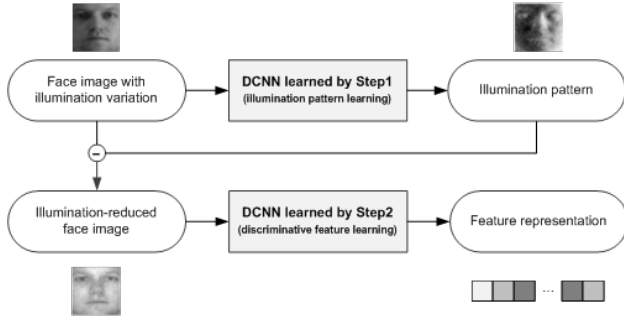 Face image with
illumination variation
DCNN learned by Step1
(illumination pattern learning)
Illumination pattern
−
Illumination-reduced
face image
DCNN learned by Step2
(discriminative feature learning)
Feature representation
...